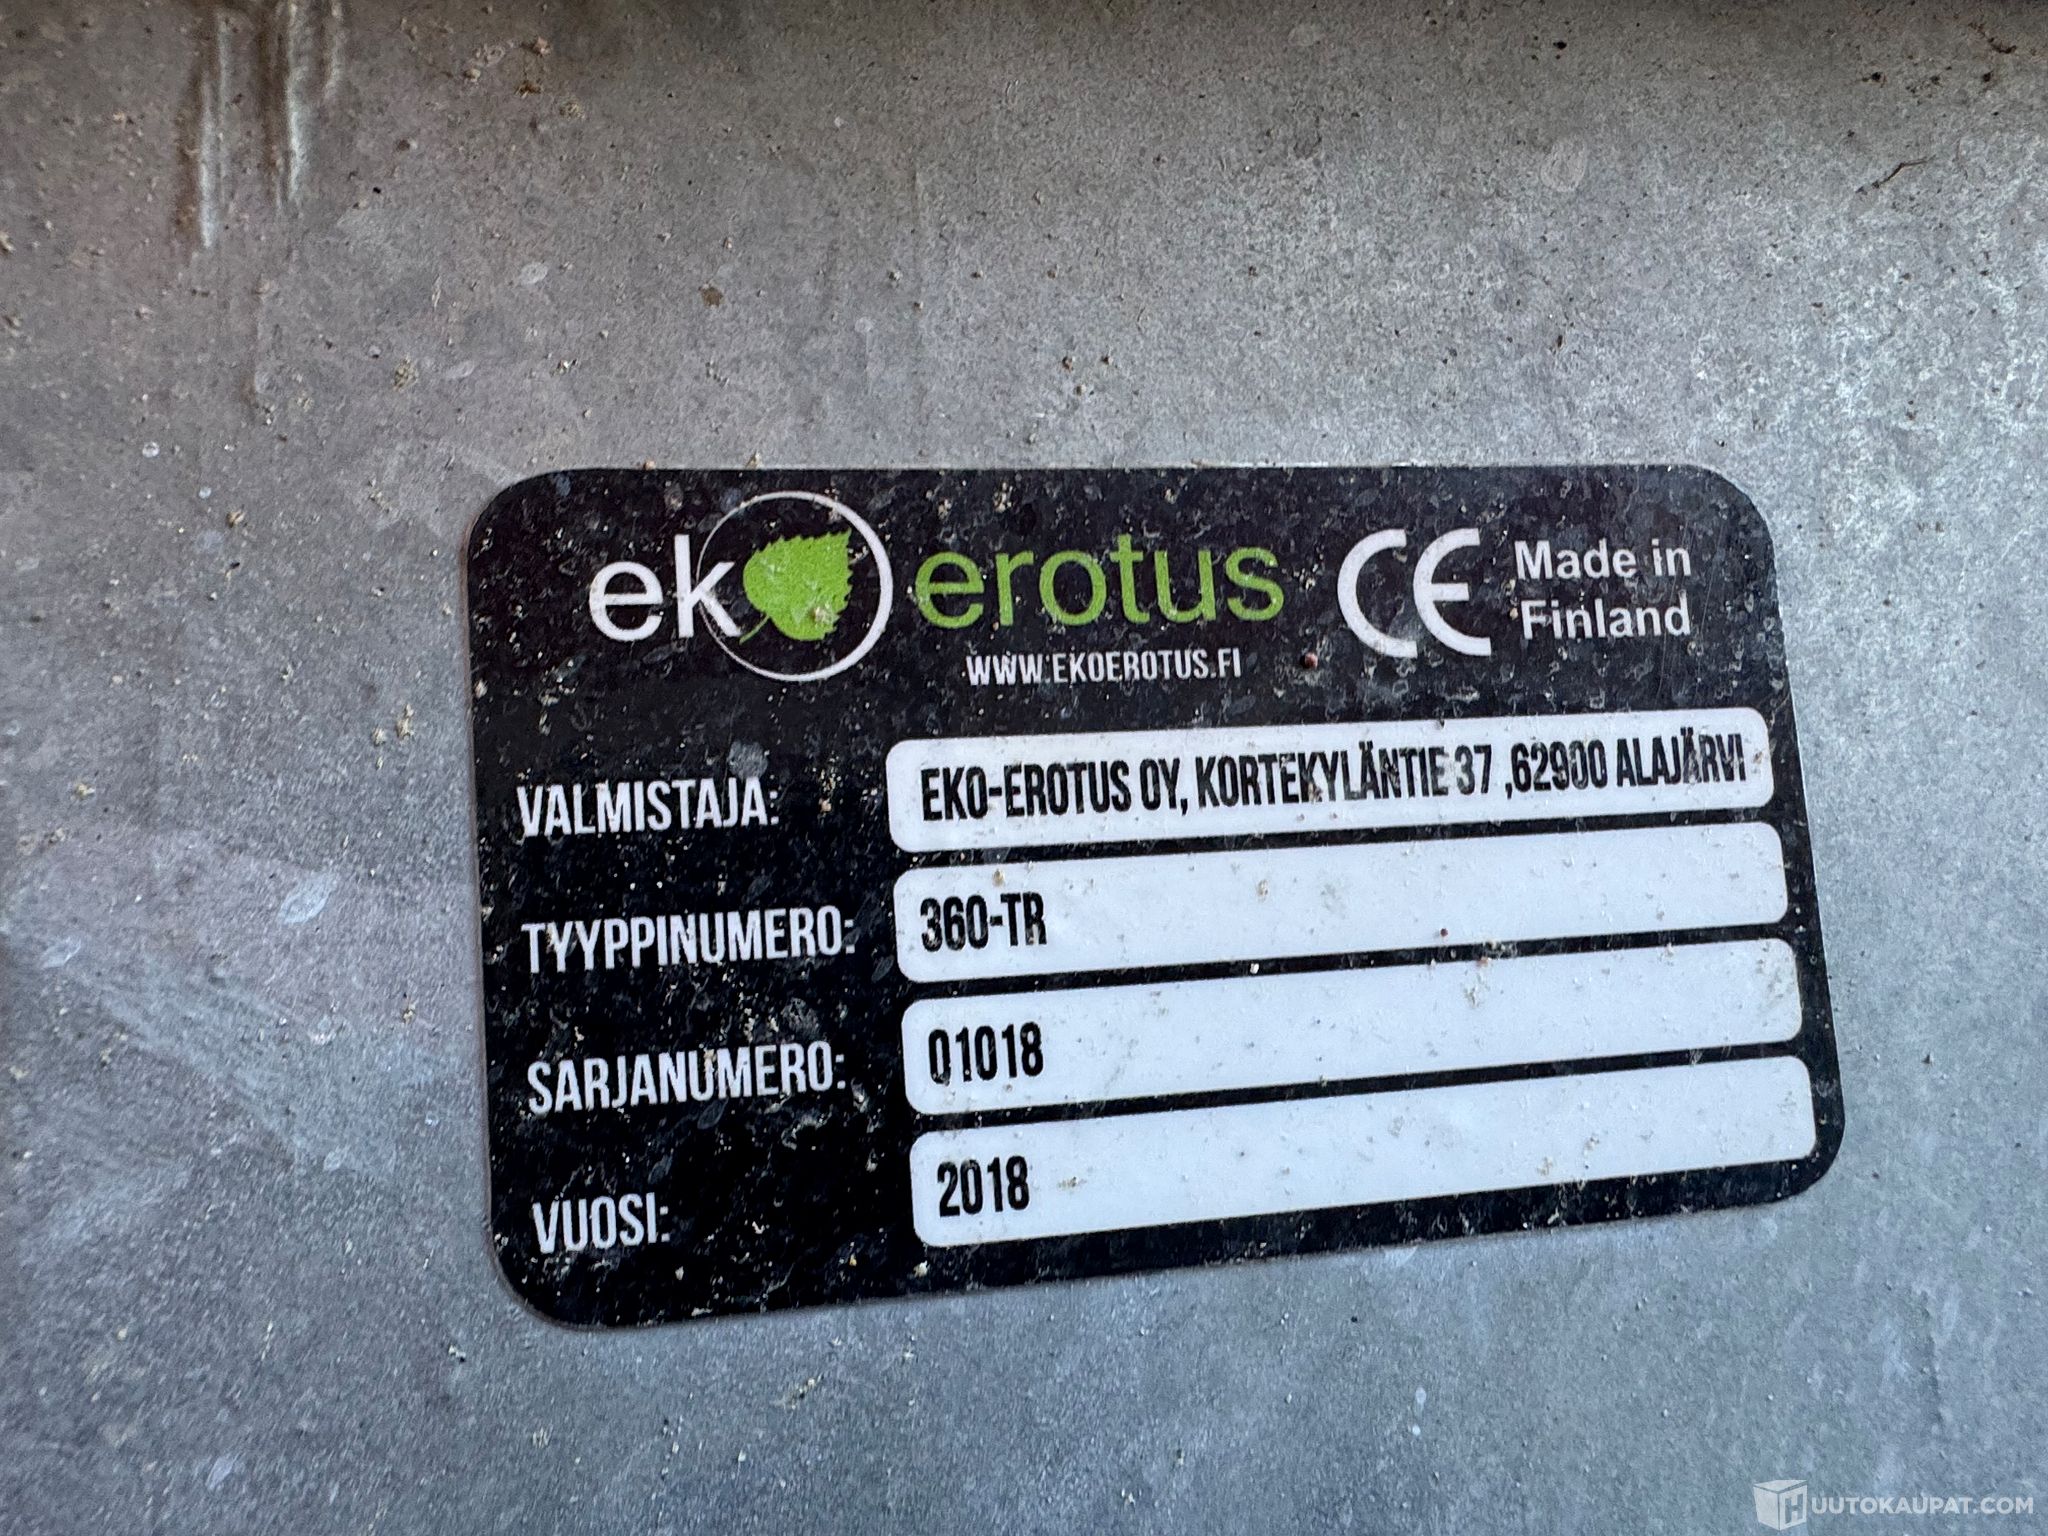 eko erotus CE Made in
Finland
WWW.EKOEROTUS.FI
VALMISTAJA: EKO-EROTUS OY, KORTEKYLÄNTIE 37 ,62900 ALAJÄRVI
TYYPPINUMERO: 360-TR
SARJANUMERO: 01018
VUOSI: 2018
HUUTOKAUPAT.COM